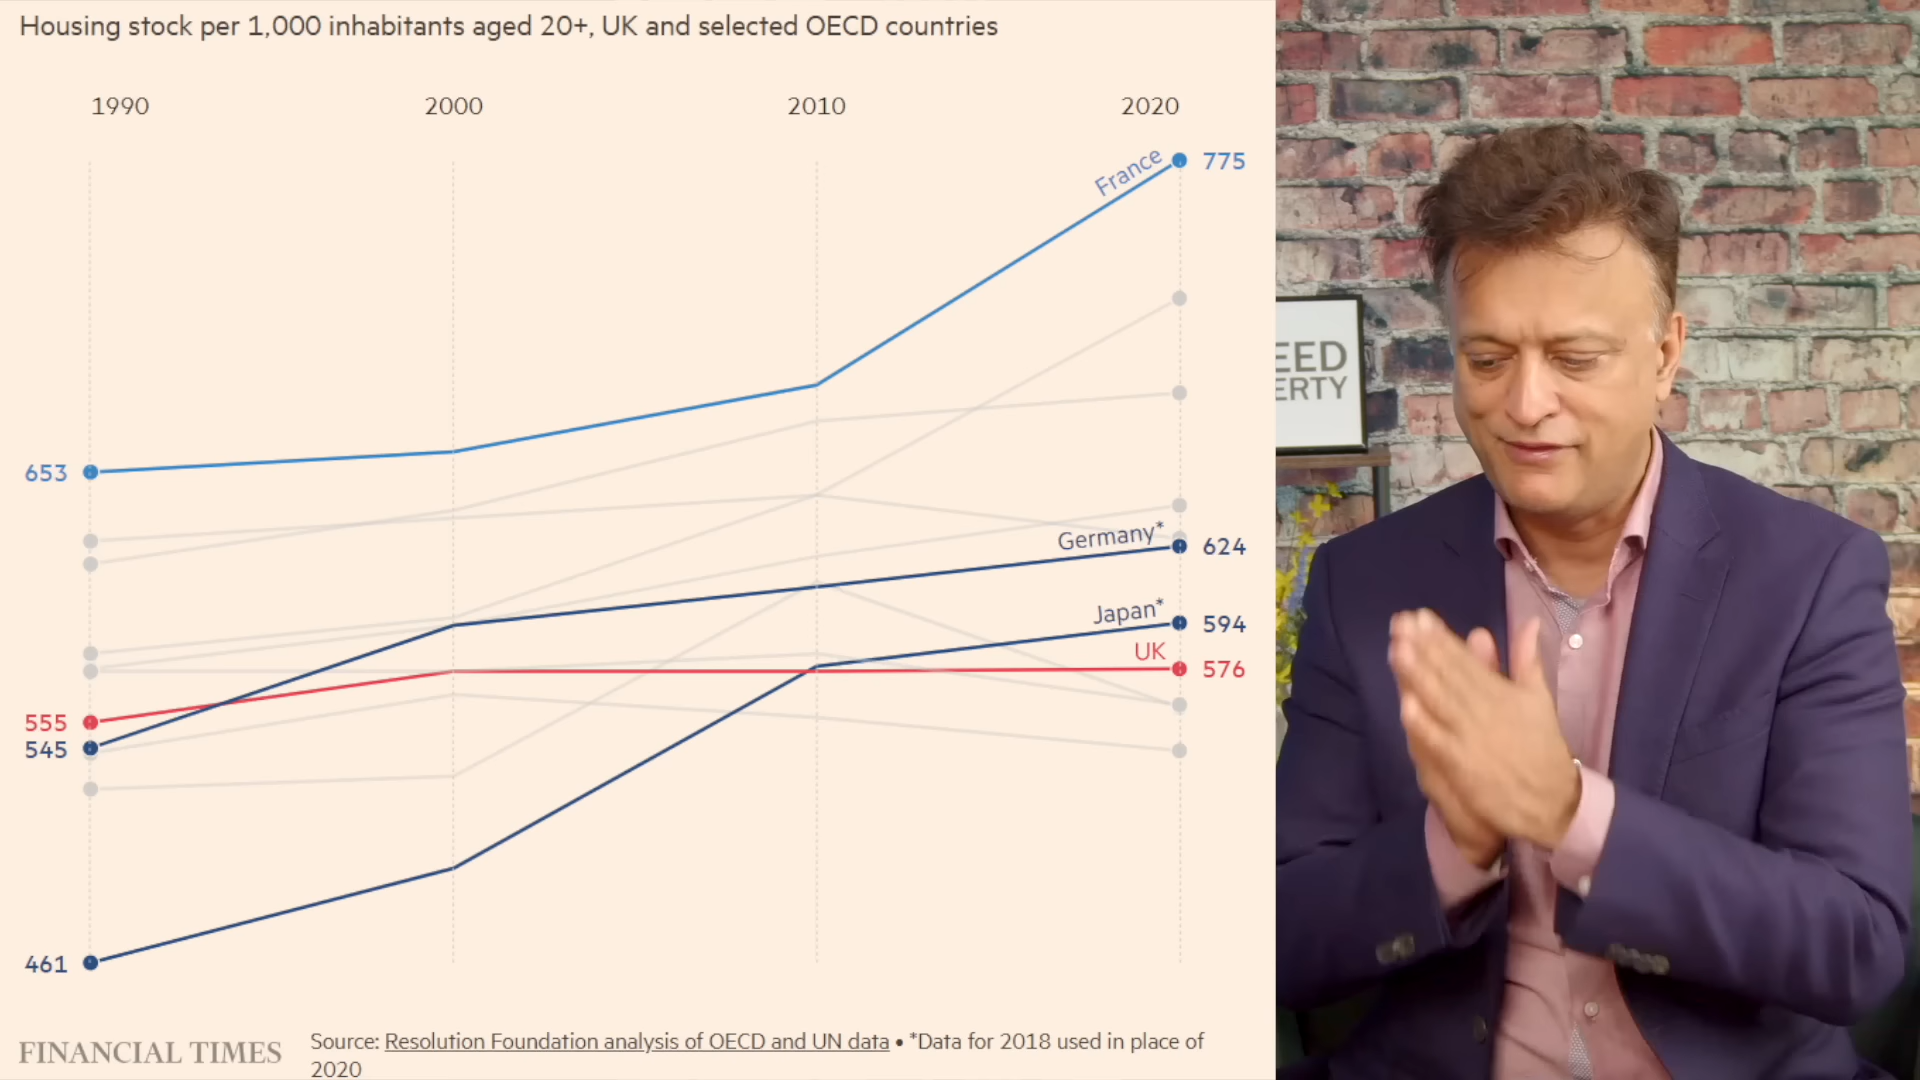 Housing stock per 1,000 inhabitants aged 20+, UK and selected OECD countries
1990 2000 2010 2020
France 775
653
Germany* 624
Japan* 594
UK 576
555
545
461
FINANCIAL TIMES
Source: Resolution Foundation analysis of OECD and UN data • *Data for 2018 used in place of
2020
EED
ERTY